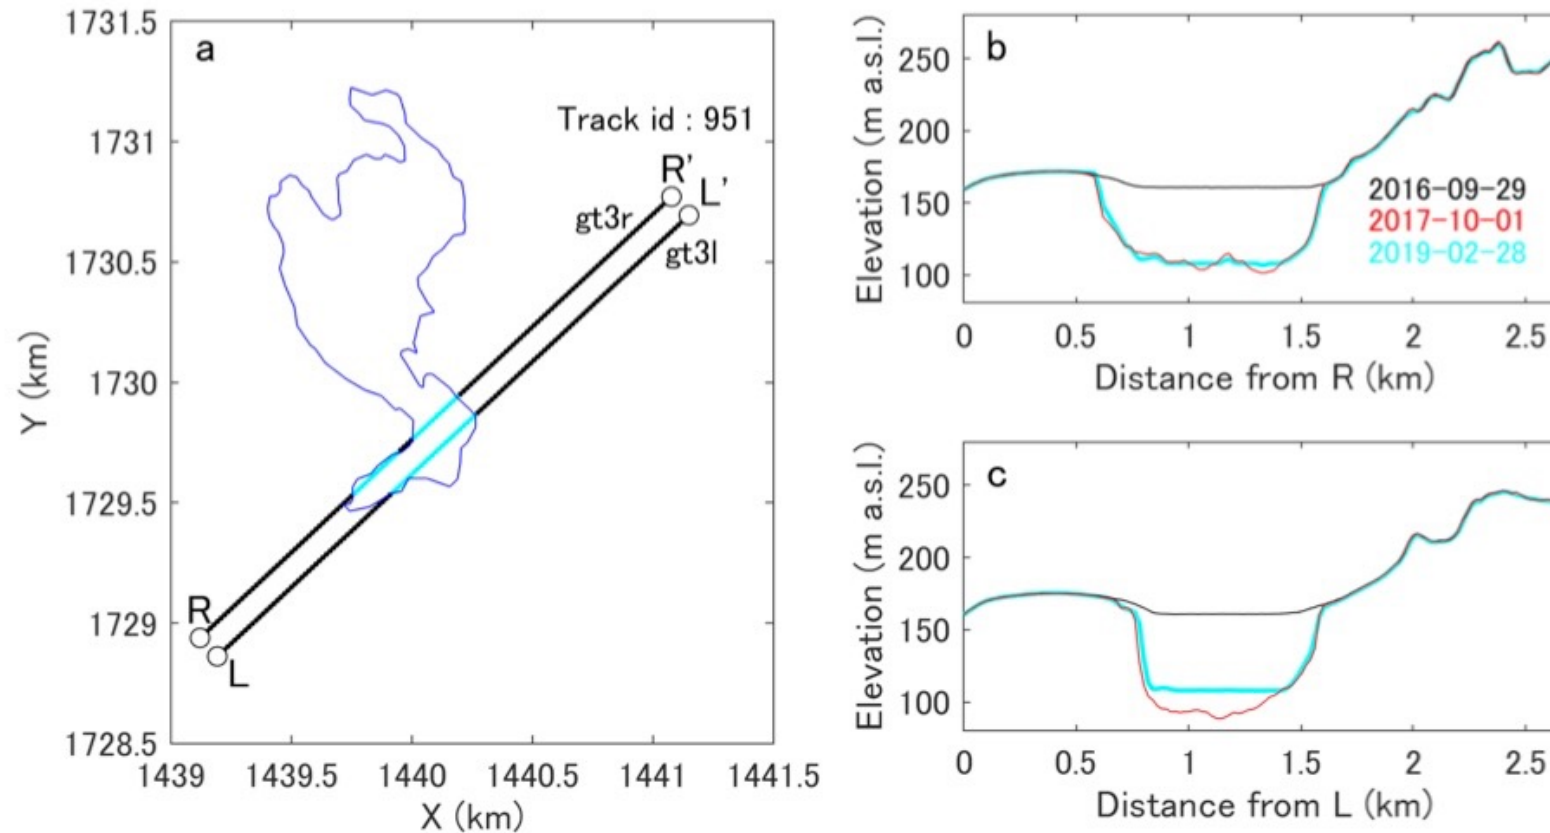 a
Track id : 951
R'
L'
gt3r
gt3l
R
L
1731.5
1731
1730.5
1730
1729.5
1729
1728.5
Y (km)
1439 1439.5 1440 1440.5 1441 1441.5
X (km)
b
250
200
150
100
Elevation (m a.s.l.)
2016-09-29
2017-10-01
2019-02-28
0 0.5 1 1.5 2 2.5
Distance from R (km)
c
250
200
150
100
Elevation (m a.s.l.)
0 0.5 1 1.5 2 2.5
Distance from L (km)